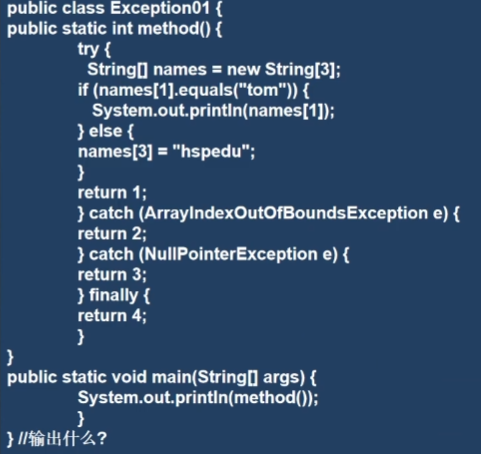 public class Exception01 {
public static int method() {
try {
String[] names = new String[3];
if (names[1].equals("tom")) {
System.out.println(names[1]);
} else {
names[3] = "hspedu";
}
return 1;
} catch (ArrayIndexOutOfBoundsException e) {
return 2;
} catch (NullPointerException e) {
return 3;
} finally {
return 4;
}
}
public static void main(String[] args) {
System.out.println(method());
}
} //输出什么?